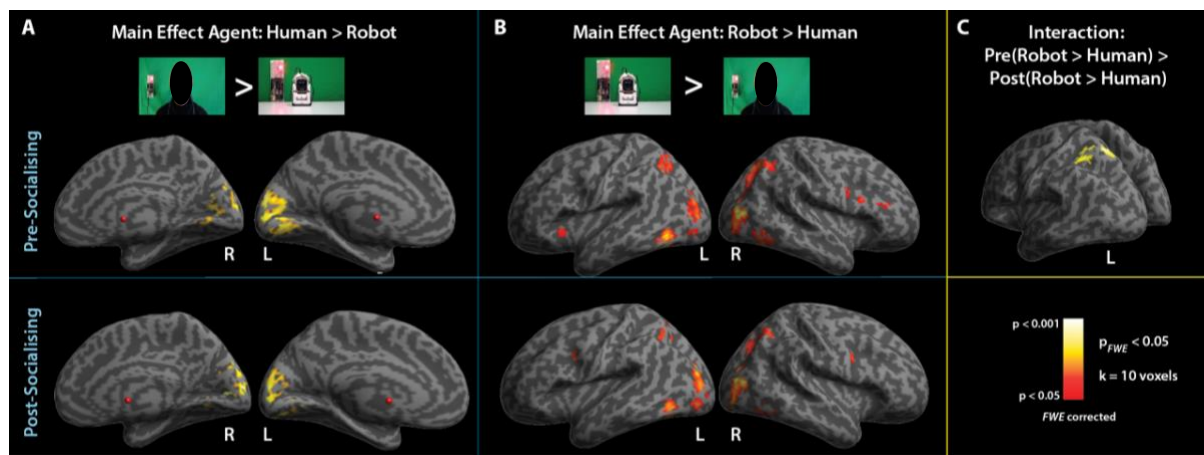 A
Main Effect Agent: Human > Robot
>
Pre-Socialising
R L
Post-Socialising
R L
B
Main Effect Agent: Robot > Human
>
L R
L R
C
Interaction:
Pre(Robot > Human) >
Post(Robot > Human)
L
p < 0.001
p < 0.05
FWE corrected
pFWE < 0.05
k = 10 voxels